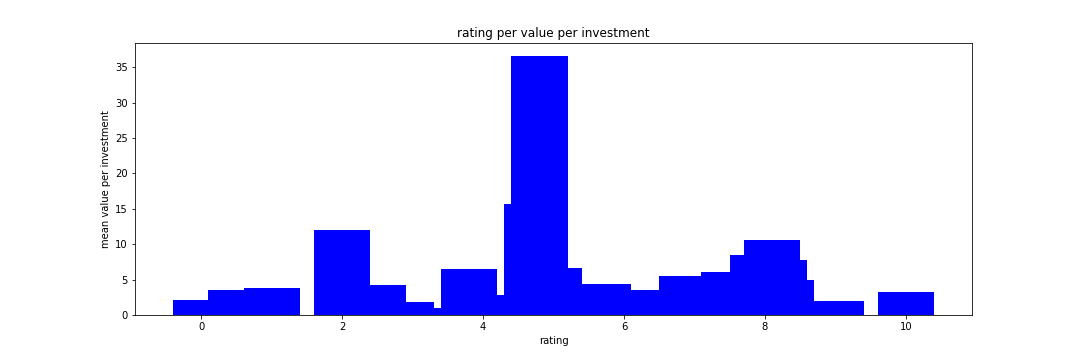 rating per value per investment
mean value per investment
35
30
25
20
15
10
5
0
0 2 4 6 8 10
rating